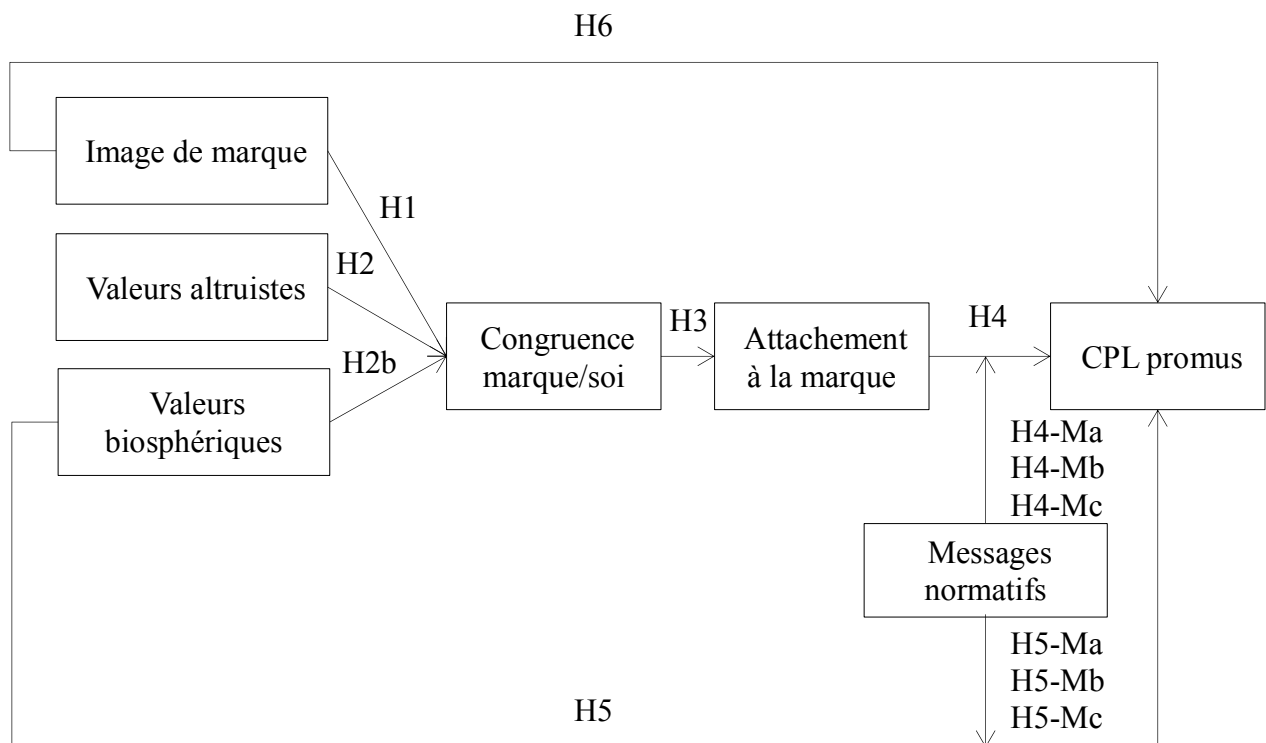 H6
Image de marque
H1
Valeurs altruistes
H2
Valeurs
biosphériques
H2b
Congruence
marque/soi
H3
Attachement
à la marque
H4
CPL promus
H4-Ma
H4-Mb
H4-Mc
Messages
normatifs
H5-Ma
H5-Mb
H5-Mc
H5